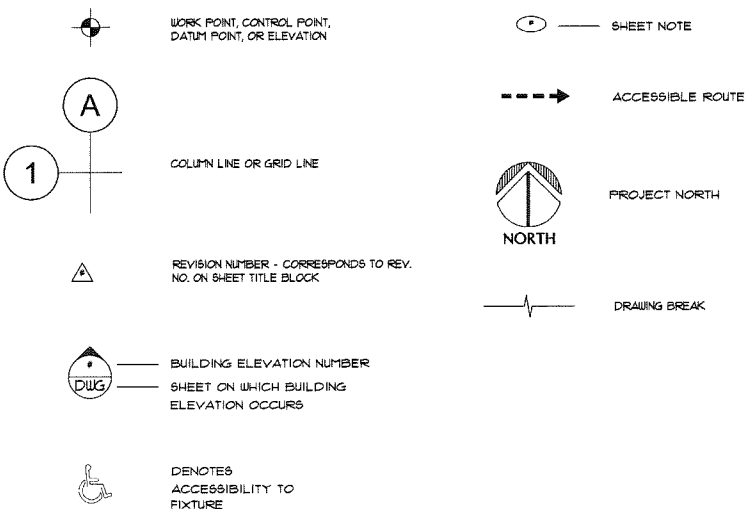 WORK POINT, CONTROL POINT,
DATUM POINT, OR ELEVATION
A
1
COLUMN LINE OR GRID LINE
#
REVISION NUMBER - CORRESPONDS TO REV.
NO. ON SHEET TITLE BLOCK
#
DWG
BUILDING ELEVATION NUMBER
SHEET ON WHICH BUILDING
ELEVATION OCCURS
DENOTES
ACCESSIBILITY TO
FIXTURE
#
SHEET NOTE
ACCESSIBLE ROUTE
NORTH
PROJECT NORTH
DRAWING BREAK